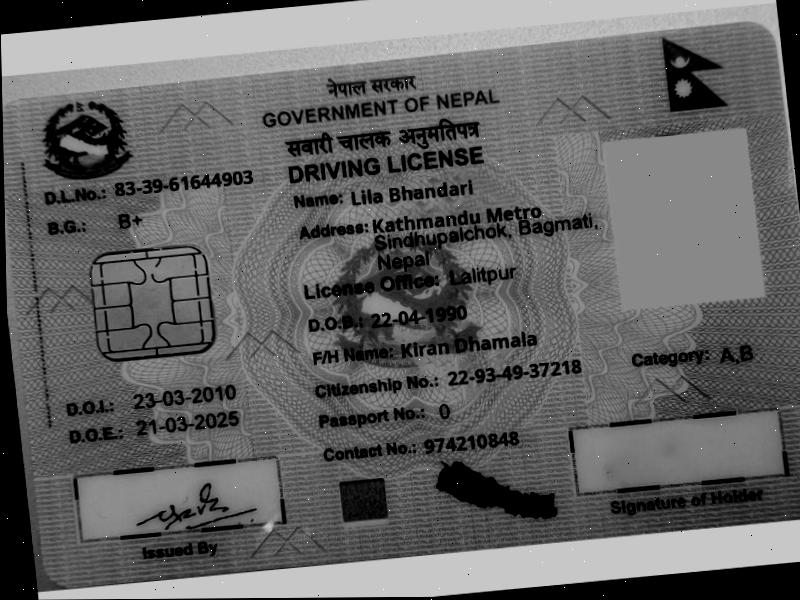 नेपाल सरकार
GOVERNMENT OF NEPAL
सवारी चालक अनुमतिपत्र
DRIVING LICENSE
D.L.No.: 83-39-61644903
B.G.: B+
Name: Lila Bhandari
Address: Kathmandu Metro
Sindhupalchok, Bagmati,
Nepal
License Office: Lalitpur
D.O.B.: 22-04-1990
F/H Name: Kiran Dhamala
Category: A,B
Citizenship No.: 22-93-49-37218
D.O.I.: 23-03-2010
Passport No.: 0
D.O.E.: 21-03-2025
Contact No.: 974210848
Issued By
Signature of Holder